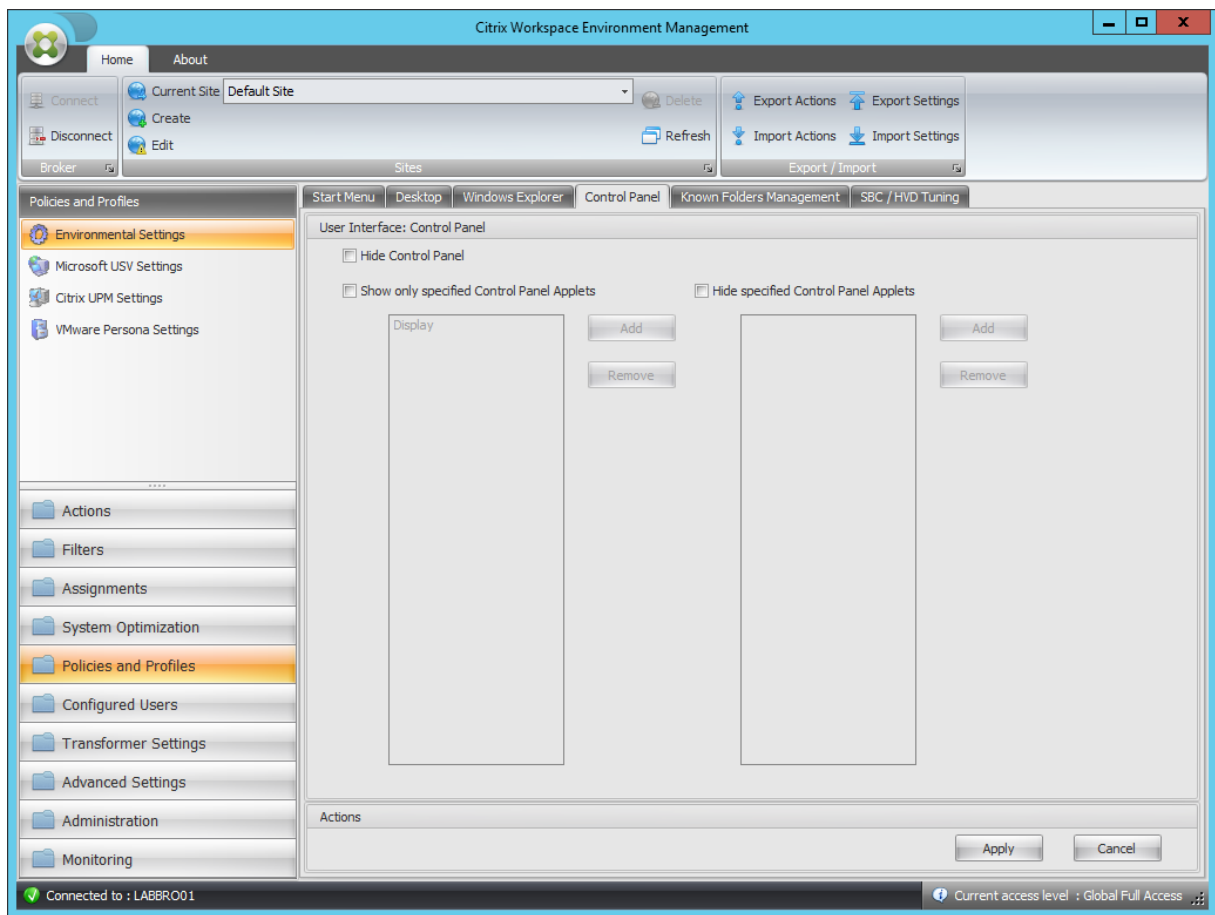 Citrix Workspace Environment Management
Home About
Connect
Disconnect
Broker
Current Site Default Site
Create
Edit
Delete
Refresh
Sites
Export Actions Export Settings
Import Actions Import Settings
Export / Import
Policies and Profiles
Environmental Settings
Microsoft USV Settings
Citrix UPM Settings
VMware Persona Settings
Actions
Filters
Assignments
System Optimization
Policies and Profiles
Configured Users
Transformer Settings
Advanced Settings
Administration
Monitoring
Start Menu Desktop Windows Explorer Control Panel Known Folders Management SBC / HVD Tuning
User Interface: Control Panel
Hide Control Panel
Show only specified Control Panel Applets
Display
Add
Remove
Hide specified Control Panel Applets
Add
Remove
Actions
Apply Cancel
Connected to : LABBRO01
Current access level : Global Full Access